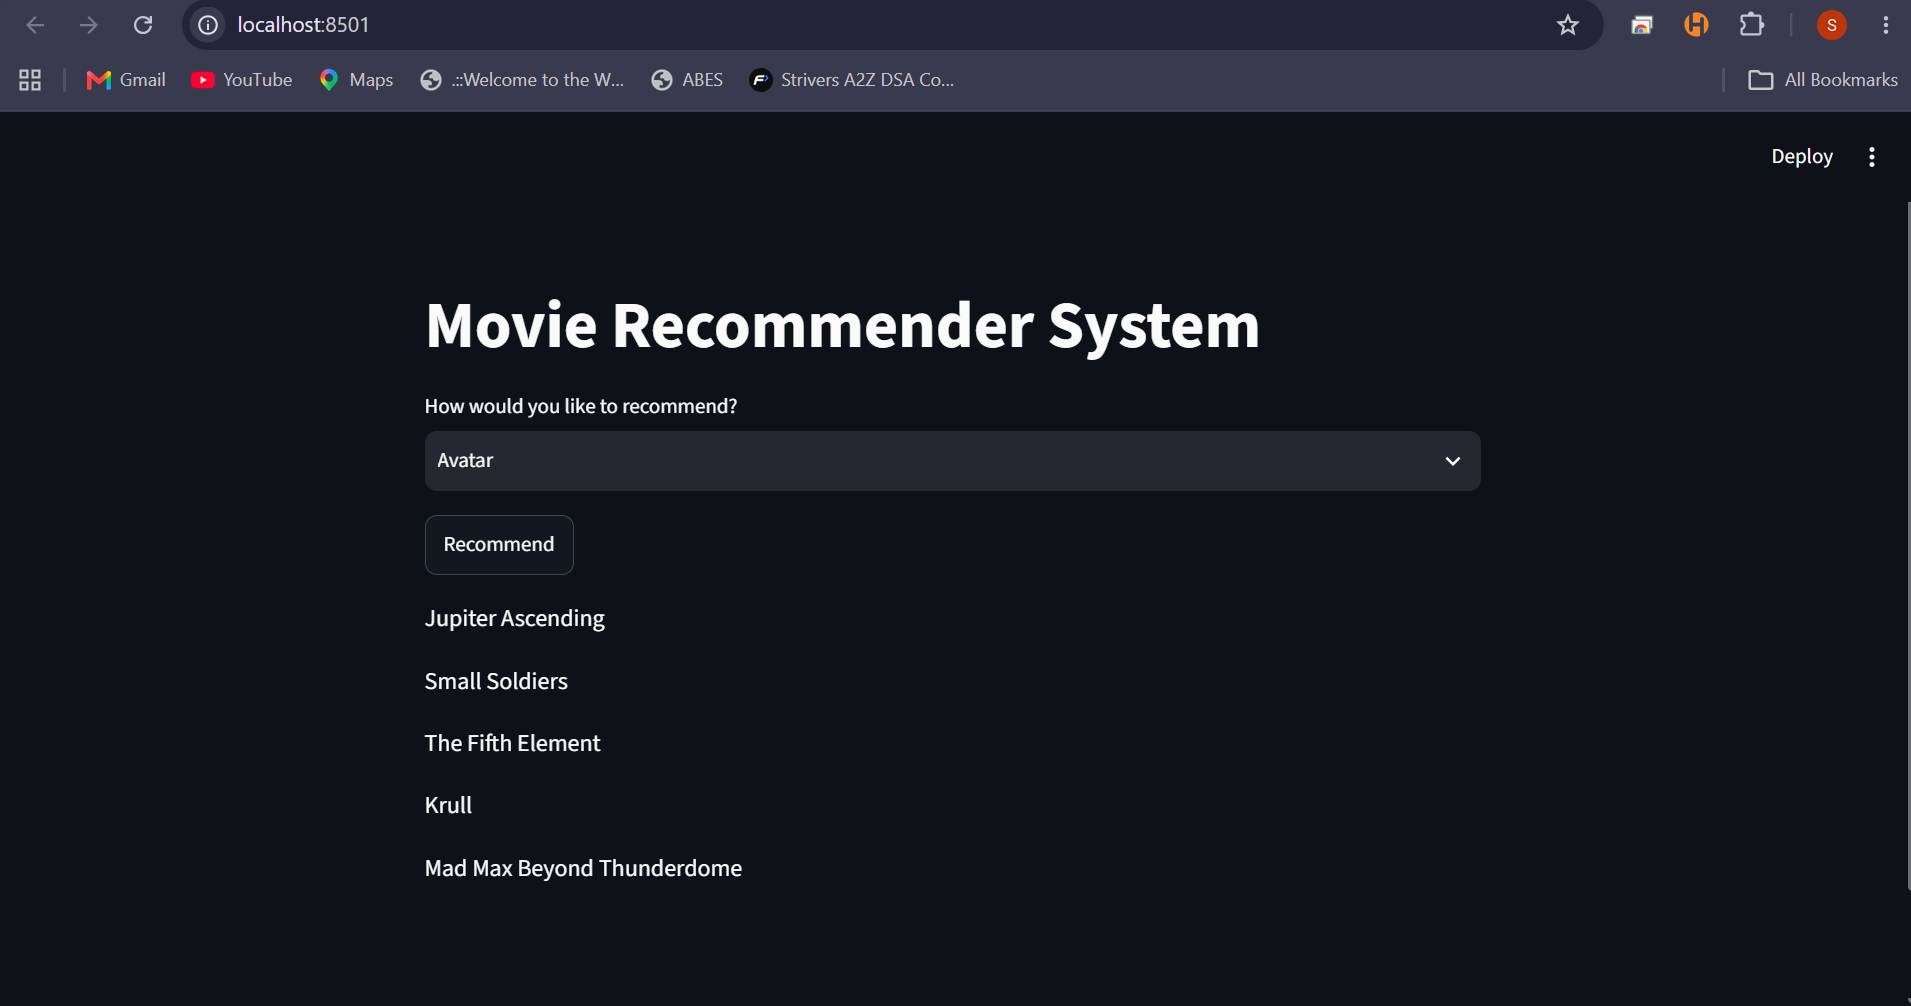 localhost:8501
Gmail
YouTube
Maps
.::Welcome to the W...
ABES
Strivers A2Z DSA Co...
All Bookmarks
S
Deploy
Movie Recommender System
How would you like to recommend?
Avatar
Recommend
Jupiter Ascending
Small Soldiers
The Fifth Element
Krull
Mad Max Beyond Thunderdome